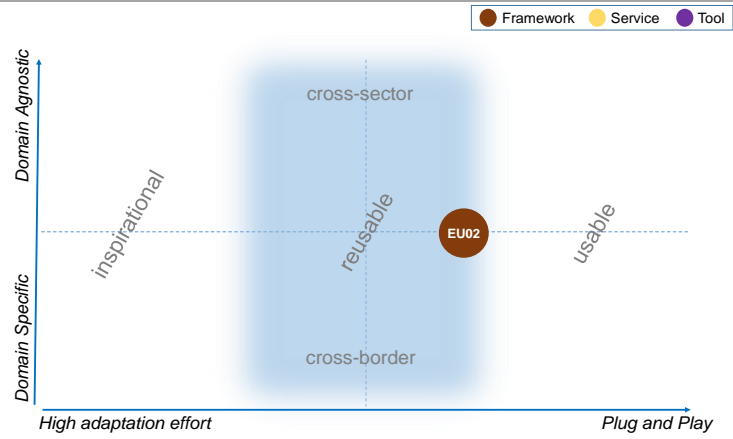 Framework Service Tool
Domain Agnostic
cross-sector
inspirational
reusable
EU02
usable
Domain Specific
cross-border
High adaptation effort
Plug and Play